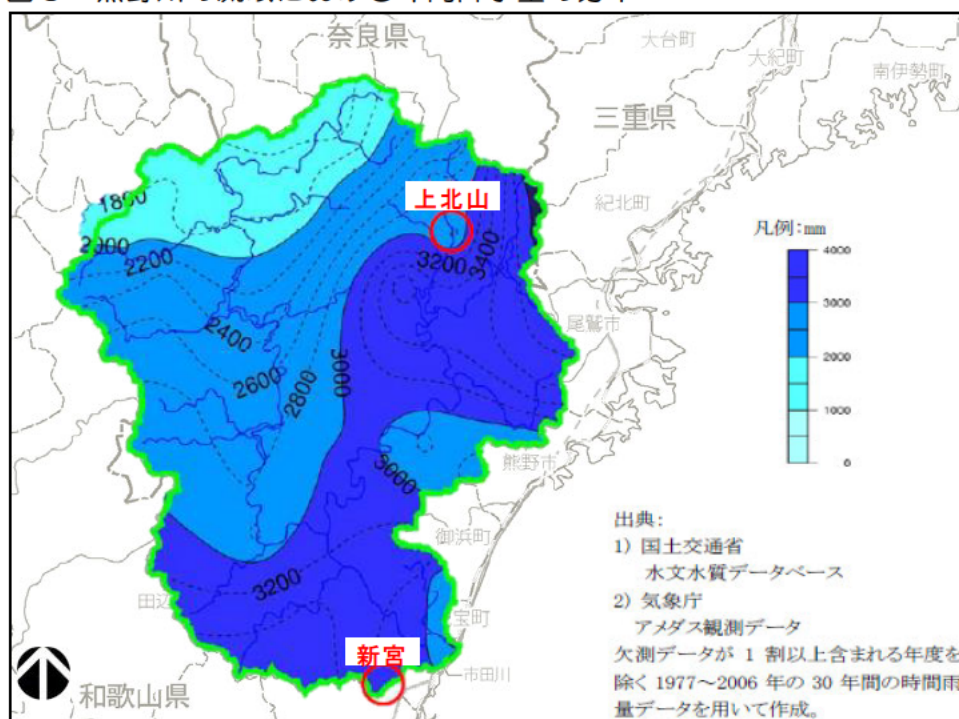 奈良県
大台町
大紀町
南伊勢町
三重県
紀北町
上北山
1800
2000
2200
2400
2600
2800
3000
3200
3400
尾鷲市
3000
熊野市
御浜町
3200
田辺
宝町
新宮
市田川
和歌山県
凡例:mm
4000
3000
2000
1000
0
出典:
1) 国土交通省
水文水質データベース
2) 気象庁
アメダス観測データ
欠測データが 1 割以上含まれる年度を
除く 1977~2006 年の 30 年間の時間雨
量データを用いて作成。